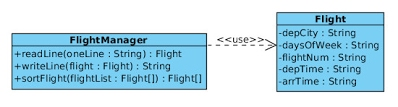 FlightManager
+readLine(oneLine : String) : Flight
+writeLine(flight : Flight) : String
+sortFlight(flightList : Flight[]) : Flight[]
<<use>>
Flight
-depCity : String
-daysOfWeek : String
-flightNum : String
-depTime : String
-arrTime : String